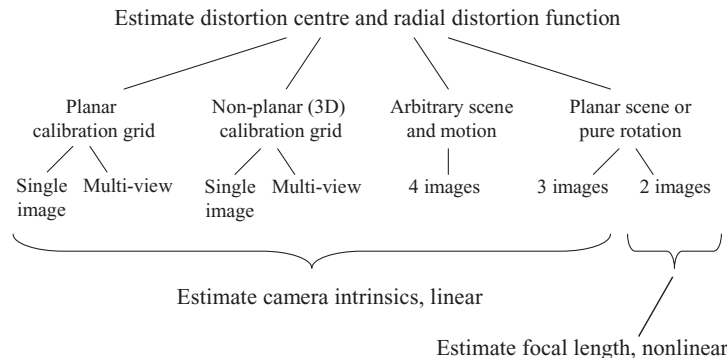 Estimate distortion centre and radial distortion function
Planar
calibration grid
Non-planar (3D)
calibration grid
Arbitrary scene
and motion
Planar scene or
pure rotation
Single
image
Multi-view
Single
image
Multi-view
4 images
3 images
2 images
Estimate camera intrinsics, linear
Estimate focal length, nonlinear